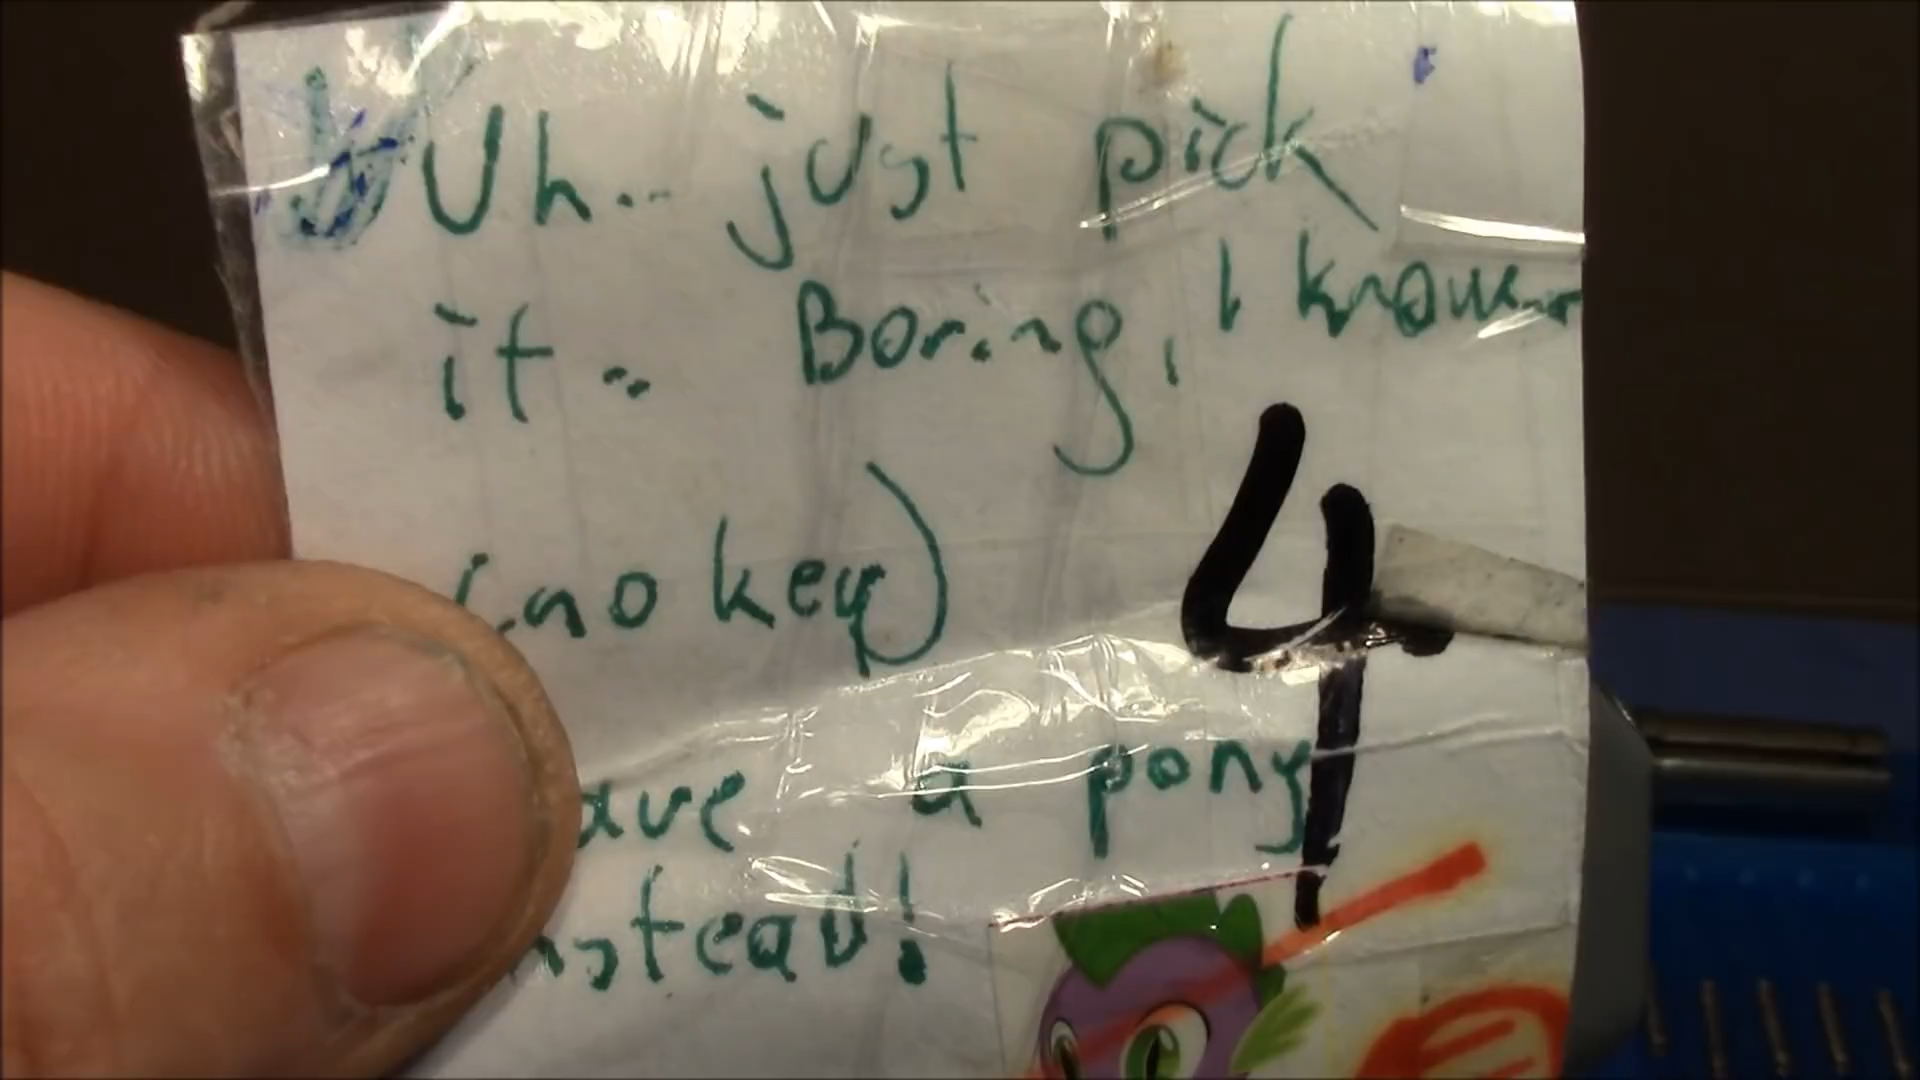 Uh.. just pick
it.. Boring, I know
(no key)
4
ave a pony
nstead!